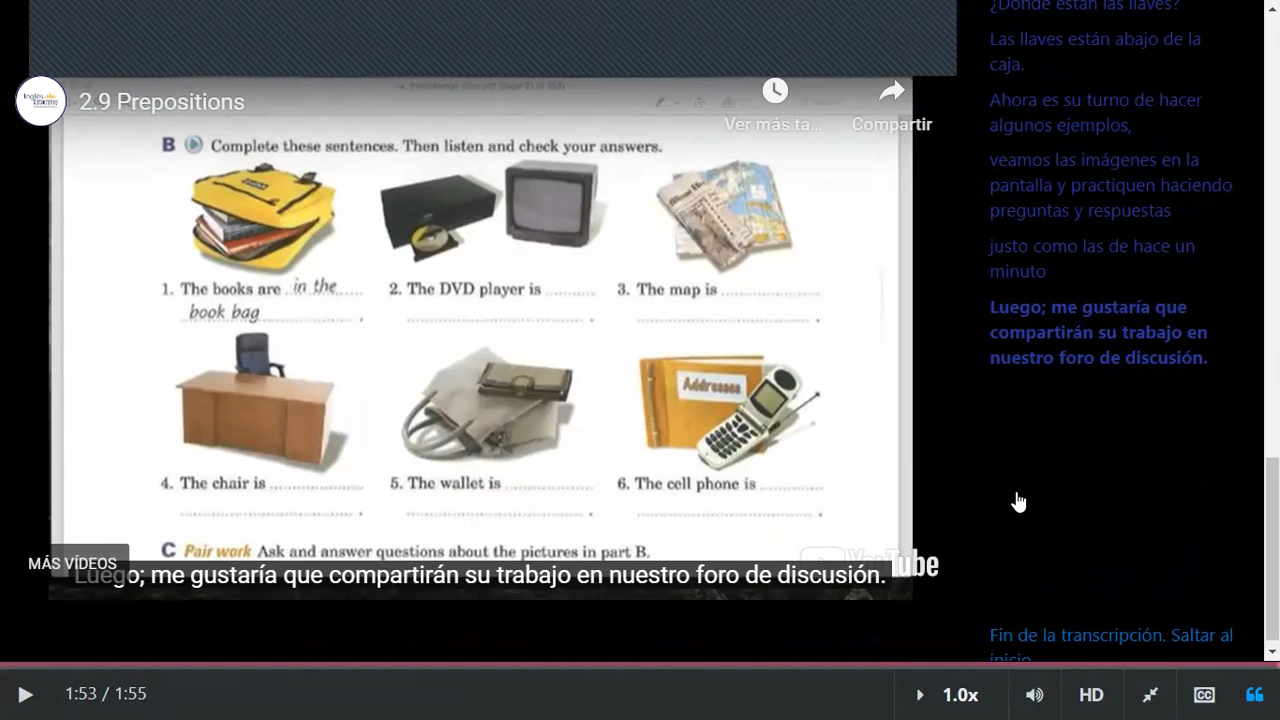 2.9 Prepositions
Ver más ta...
Compartir
B Complete these sentences. Then listen and check your answers.
1. The books are in the
book bag.
2. The DVD player is
3. The map is
Addresses
4. The chair is
5. The wallet is
6. The cell phone is
C Pair work Ask and answer questions about the pictures in part B.
MÁS VÍDEOS
YouTube
Luego; me gustaría que compartirán su trabajo en nuestro foro de discusión.
¿Dónde están las llaves?
Las llaves están abajo de la
caja.
Ahora es su turno de hacer
algunos ejemplos,
veamos las imágenes en la
pantalla y practiquen haciendo
preguntas y respuestas
justo como las de hace un
minuto
Luego; me gustaría que
compartirán su trabajo en
nuestro foro de discusión.
Fin de la transcripción. Saltar al
inicio
1:53 / 1:55
1.0x
HD
CC